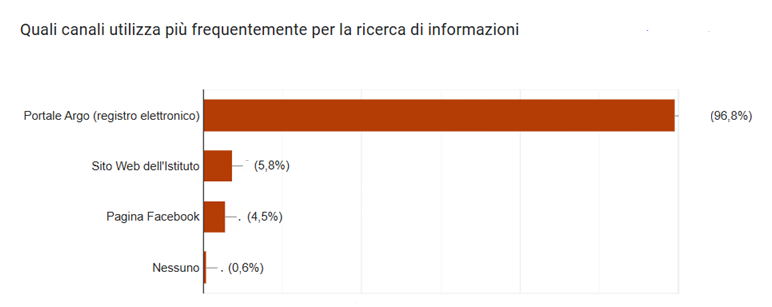 Quali canali utilizza più frequentemente per la ricerca di informazioni
Portale Argo (registro elettronico) (96,8%)
Sito Web dell'Istituto (5,8%)
Pagina Facebook (4,5%)
Nessuno (0,6%)